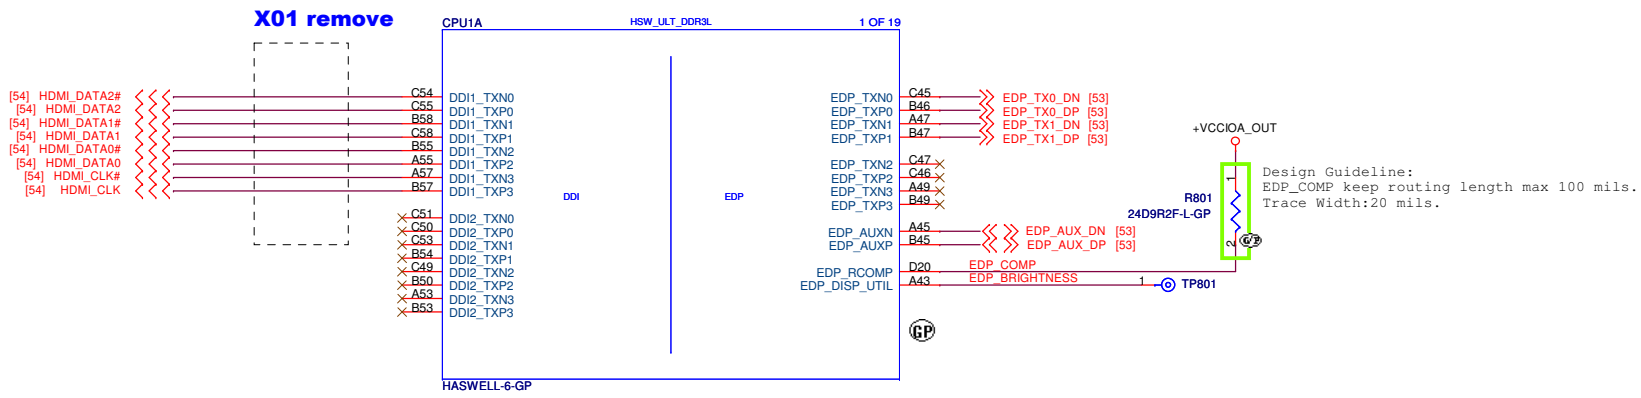 X01 remove
CPU1A
HSW_ULT_DDR3L
1 OF 19
[54] HDMI_DATA2# C54 DDI1_TXN0
[54] HDMI_DATA2 C55 DDI1_TXP0
[54] HDMI_DATA1# B58 DDI1_TXN1
[54] HDMI_DATA1 C58 DDI1_TXP1
[54] HDMI_DATA0# B55 DDI1_TXN2
[54] HDMI_DATA0 A55 DDI1_TXP2
[54] HDMI_CLK# A57 DDI1_TXN3
[54] HDMI_CLK B57 DDI1_TXP3
C51 DDI2_TXN0
C50 DDI2_TXP0
C53 DDI2_TXN1
B54 DDI2_TXP1
C49 DDI2_TXN2
B50 DDI2_TXP2
A53 DDI2_TXN3
B53 DDI2_TXP3
DDI
EDP
EDP_TXN0 C45 EDP_TX0_DN [53]
EDP_TXP0 B46 EDP_TX0_DP [53]
EDP_TXN1 A47 EDP_TX1_DN [53]
EDP_TXP1 B47 EDP_TX1_DP [53]
EDP_TXN2 C47
EDP_TXP2 C46
EDP_TXN3 A49
EDP_TXP3 B49
EDP_AUXN A45 EDP_AUX_DN [53]
EDP_AUXP B45 EDP_AUX_DP [53]
EDP_RCOMP D20 EDP_COMP
EDP_DISP_UTIL A43 EDP_BRIGHTNESS 1 TP801
+VCCIOA_OUT
1
R801
24D9R2F-L-GP
2
G/P
Design Guideline:
EDP_COMP keep routing length max 100 mils.
Trace Width:20 mils.
GP
HASWELL-6-GP